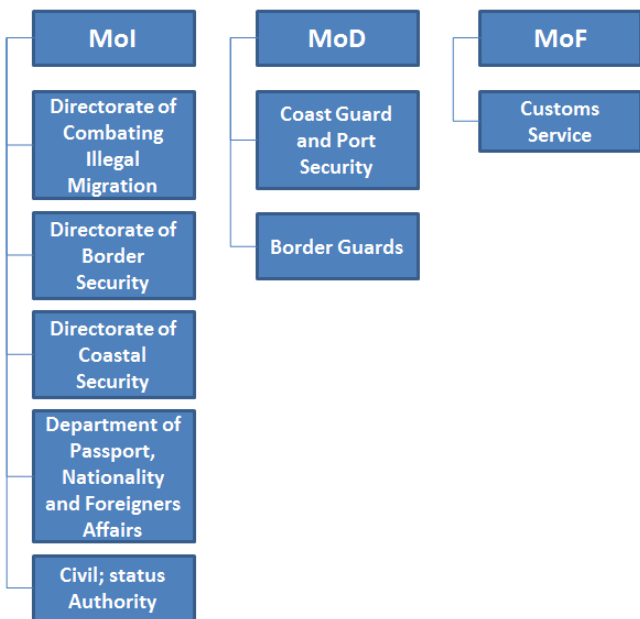 MoI
Directorate of
Combating
Illegal
Migration
Directorate of
Border
Security
Directorate of
Coastal
Security
Department of
Passport,
Nationality
and Foreigners
Affairs
Civil; status
Authority
MoD
Coast Guard
and Port
Security
Border Guards
MoF
Customs
Service